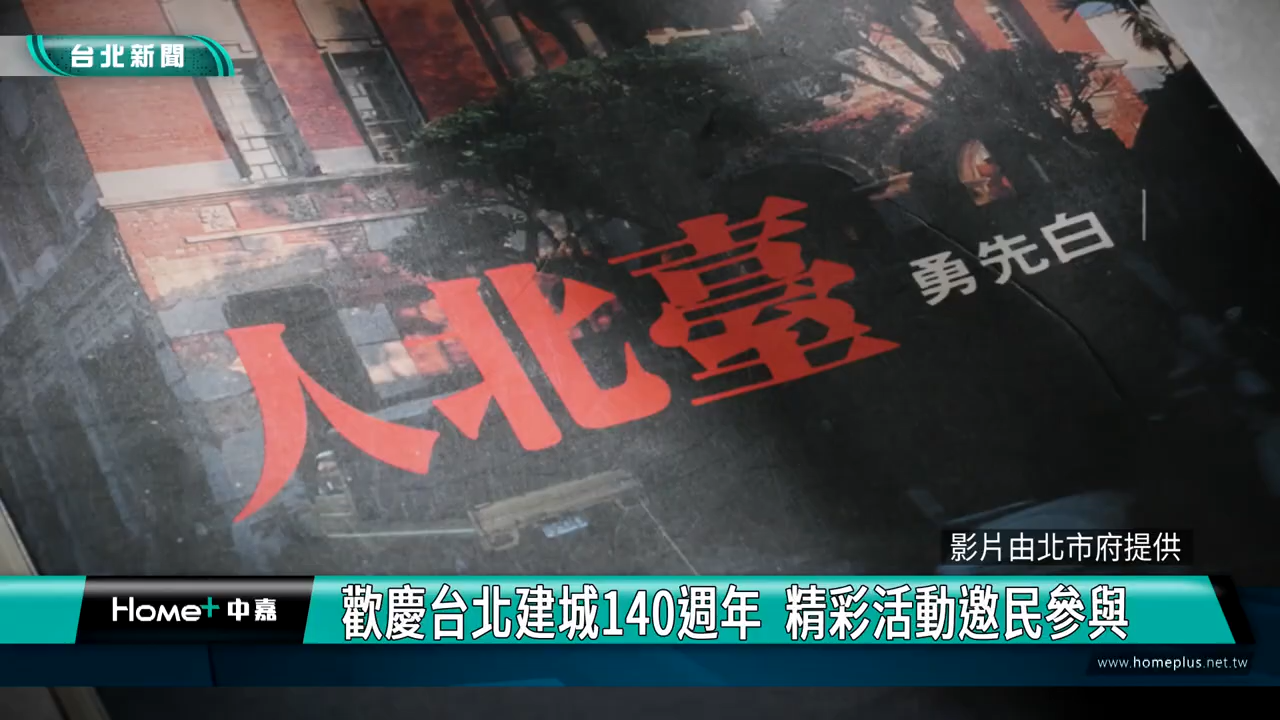 台北新聞
人北臺
勇先白
影片由北市府提供
Home+中嘉
歡慶台北建城140週年 精彩活動邀民參與
www.homeplus.net.tw